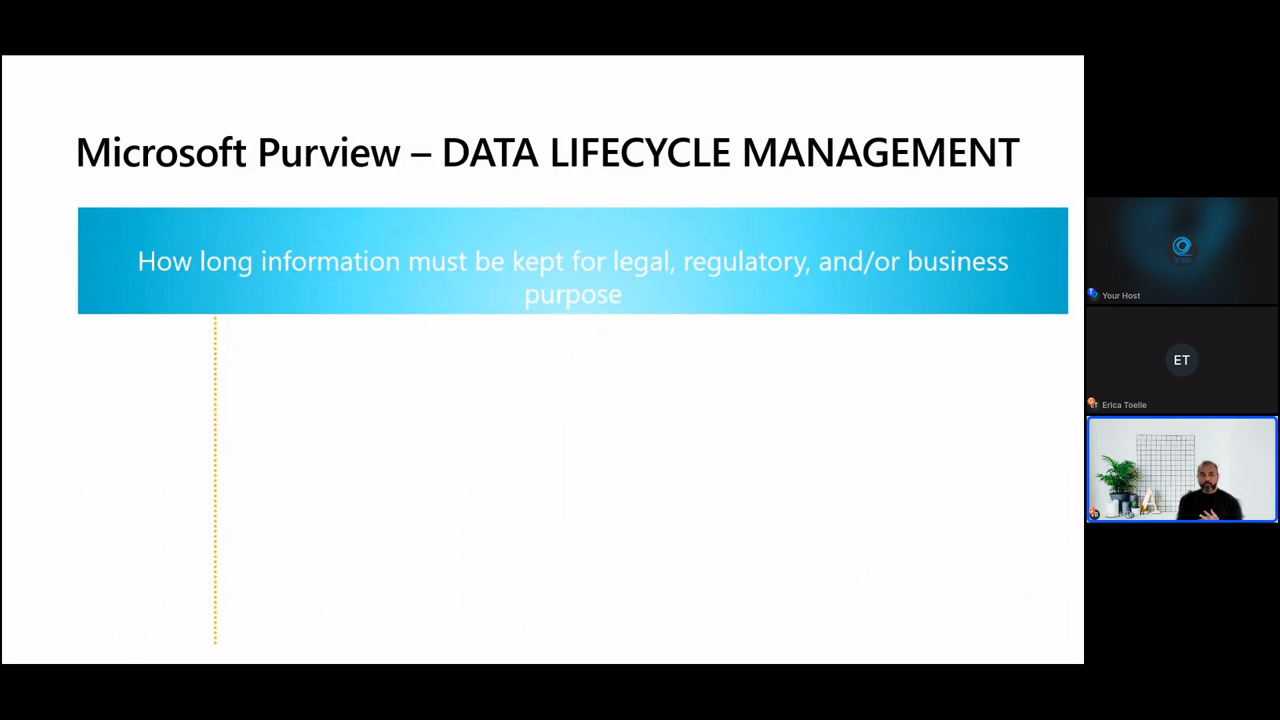 Microsoft Purview – DATA LIFECYCLE MANAGEMENT
How long information must be kept for legal, regulatory, and/or business
purpose
Your Host
ET
Erica Toelle